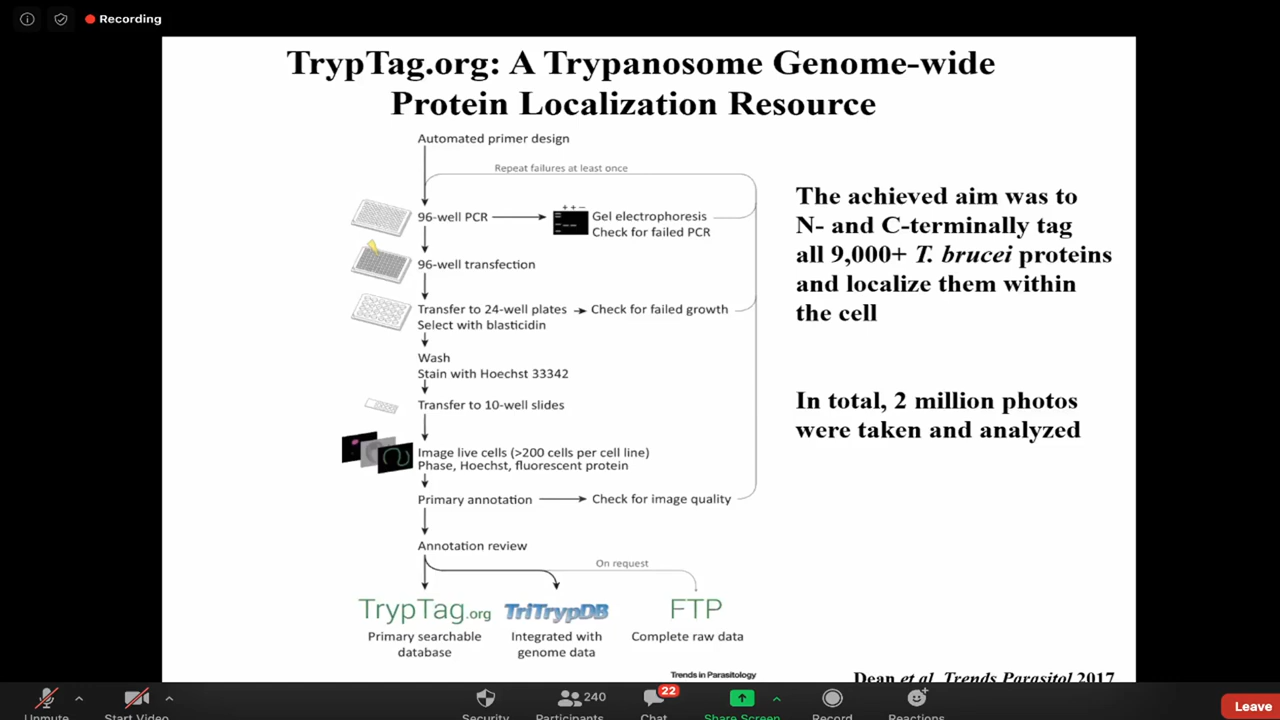 Recording
TrypTag.org: A Trypanosome Genome-wide
Protein Localization Resource
Automated primer design
Repeat failures at least once
96-well PCR
Gel electrophoresis
Check for failed PCR
++−
96-well transfection
Transfer to 24-well plates
Select with blasticidin
Check for failed growth
Wash
Stain with Hoechst 33342
Transfer to 10-well slides
Image live cells (>200 cells per cell line)
Phase, Hoechst, fluorescent protein
Primary annotation
Check for image quality
Annotation review
On request
TrypTag.org
Primary searchable
database
TriTrypDB
Integrated with
genome data
FTP
Complete raw data
The achieved aim was to
N- and C-terminally tag
all 9,000+ T. brucei proteins
and localize them within
the cell
In total, 2 million photos
were taken and analyzed
Trends in Parasitology
Dean et al, Trends Parasitol 2017
Unmute
Start Video
Security
240
Participants
22
Chat
Share Screen
Record
Reactions
Leave